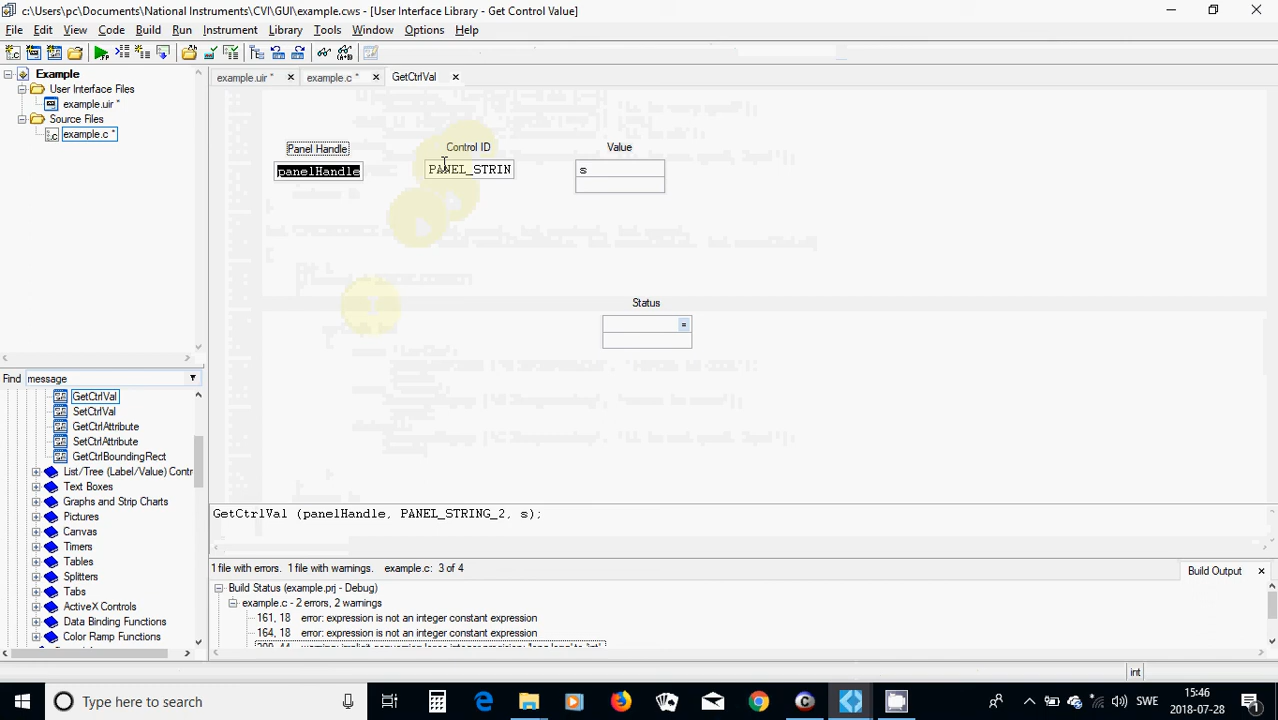 c:\Users\pc\Documents\National Instruments\CVI\GUI\example.cws - [User Interface Library - Get Control Value]
File Edit View Code Build Run Instrument Library Tools Window Options Help
example.uir * example.c * GetCtrlVal
Example
User Interface Files
example.uir *
Source Files
example.c *
Panel Handle Control ID Value
panelHandle PANEL_STRIN s
Status
Find message
GetCtrlVal
SetCtrlVal
GetCtrlAttribute
SetCtrlAttribute
GetCtrlBoundingRect
List/Tree (Label/Value) Contr
Text Boxes
Graphs and Strip Charts
Pictures
Canvas
Timers
Tables
Splitters
Tabs
ActiveX Controls
Data Binding Functions
Color Ramp Functions
GetCtrlVal (panelHandle, PANEL_STRING_2, s);
1 file with errors. 1 file with warnings. example.c: 3 of 4
Build Output
Build Status (example.prj - Debug)
example.c - 2 errors, 2 warnings
161, 18 error: expression is not an integer constant expression
164, 18 error: expression is not an integer constant expression
int
Type here to search
SWE
15:46
2018-07-28
1